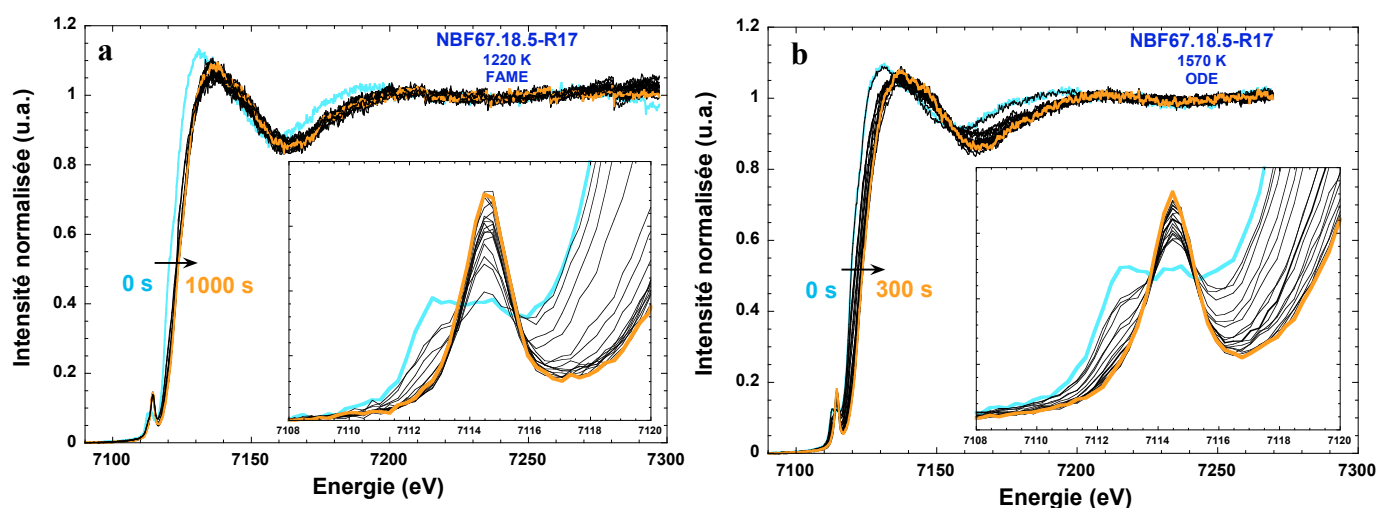 a
NBF67.18.5-R17
1220 K
FAME
Intensité normalisée (u.a.)
1.2
1
0.8
0.6
0.4
0.2
0
0 s
1000 s
7108
7110
7112
7114
7116
7118
7120
7100
7150
7200
7250
7300
Energie (eV)
b
NBF67.18.5-R17
1570 K
ODE
Intensité normalisée (u.a.)
1.2
1
0.8
0.6
0.4
0.2
0
0 s
300 s
7108
7110
7112
7114
7116
7118
7120
7100
7150
7200
7250
7300
Energie (eV)